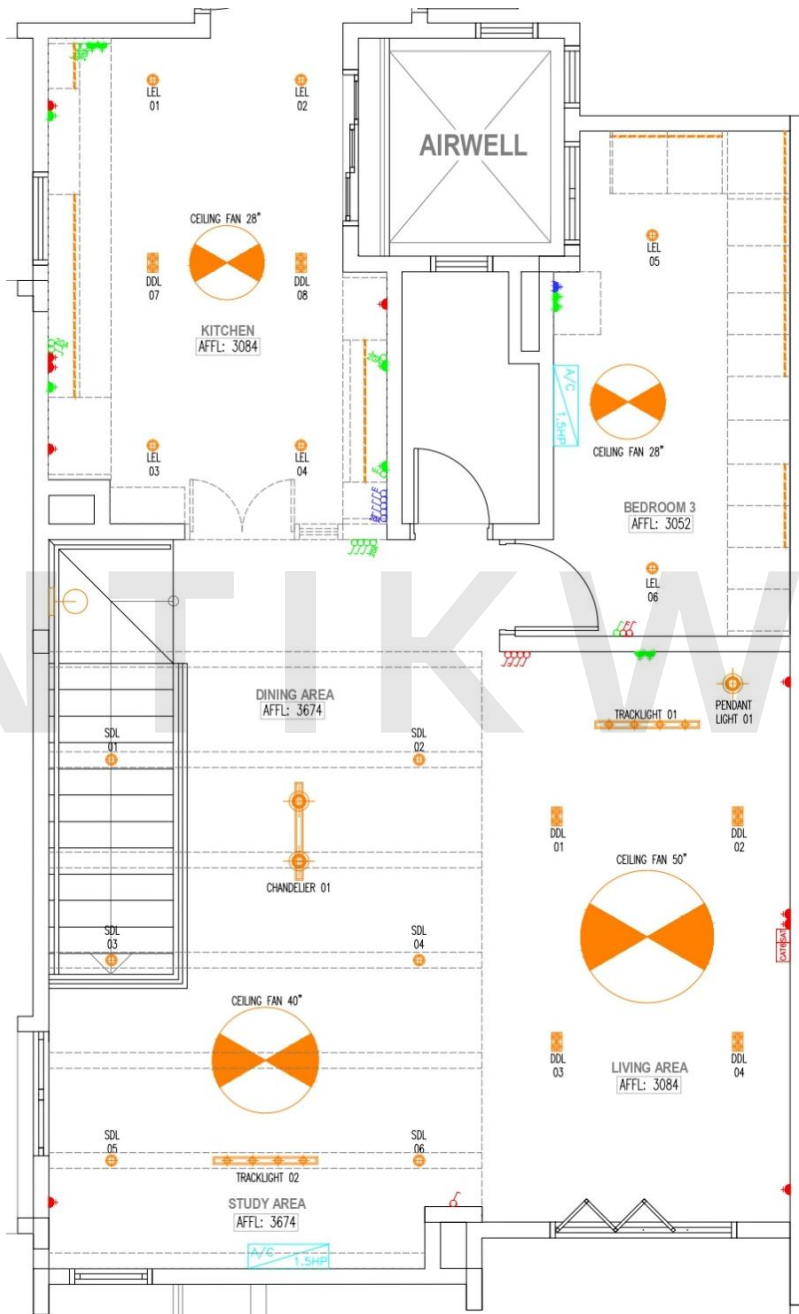 AIRWELL
LEL
01
LEL
02
LEL
05
CEILING FAN 28"
DDL
07
DDL
08
KITCHEN
AFFL: 3084
A/C
1.5HP
CEILING FAN 28"
LEL
03
LEL
04
BEDROOM 3
AFFL: 3052
LEL
06
NTIKW
DINING AREA
AFFL: 3674
PENDANT
LIGHT 01
TRACKLIGHT 01
SDL
01
SDL
02
DDL
01
DDL
02
CHANDELIER 01
CEILING FAN 50"
SDL
03
SDL
04
CAT6
SAT
CEILING FAN 40"
DDL
03
DDL
04
LIVING AREA
AFFL: 3084
SDL
05
SDL
06
TRACKLIGHT 02
STUDY AREA
AFFL: 3674
A/C
1.5HP